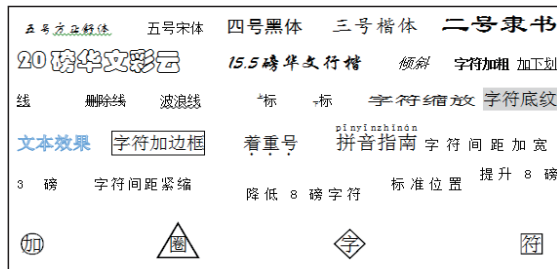 五号方正舒体 五号宋体 四号黑体 三号楷体 二号隶书
20磅华文彩云 15.5磅华文行楷 倾斜 字符加粗 加下划
线 删除线 波浪线 上标 下标 字符缩放 字符底纹
文本效果 字符加边框 着重号 pīnyīnzhǐnán 拼音指南 字符间距加宽
3 磅 字符间距紧缩 降低 8 磅字符 标准位置 提升 8 磅
加 圈 字 符